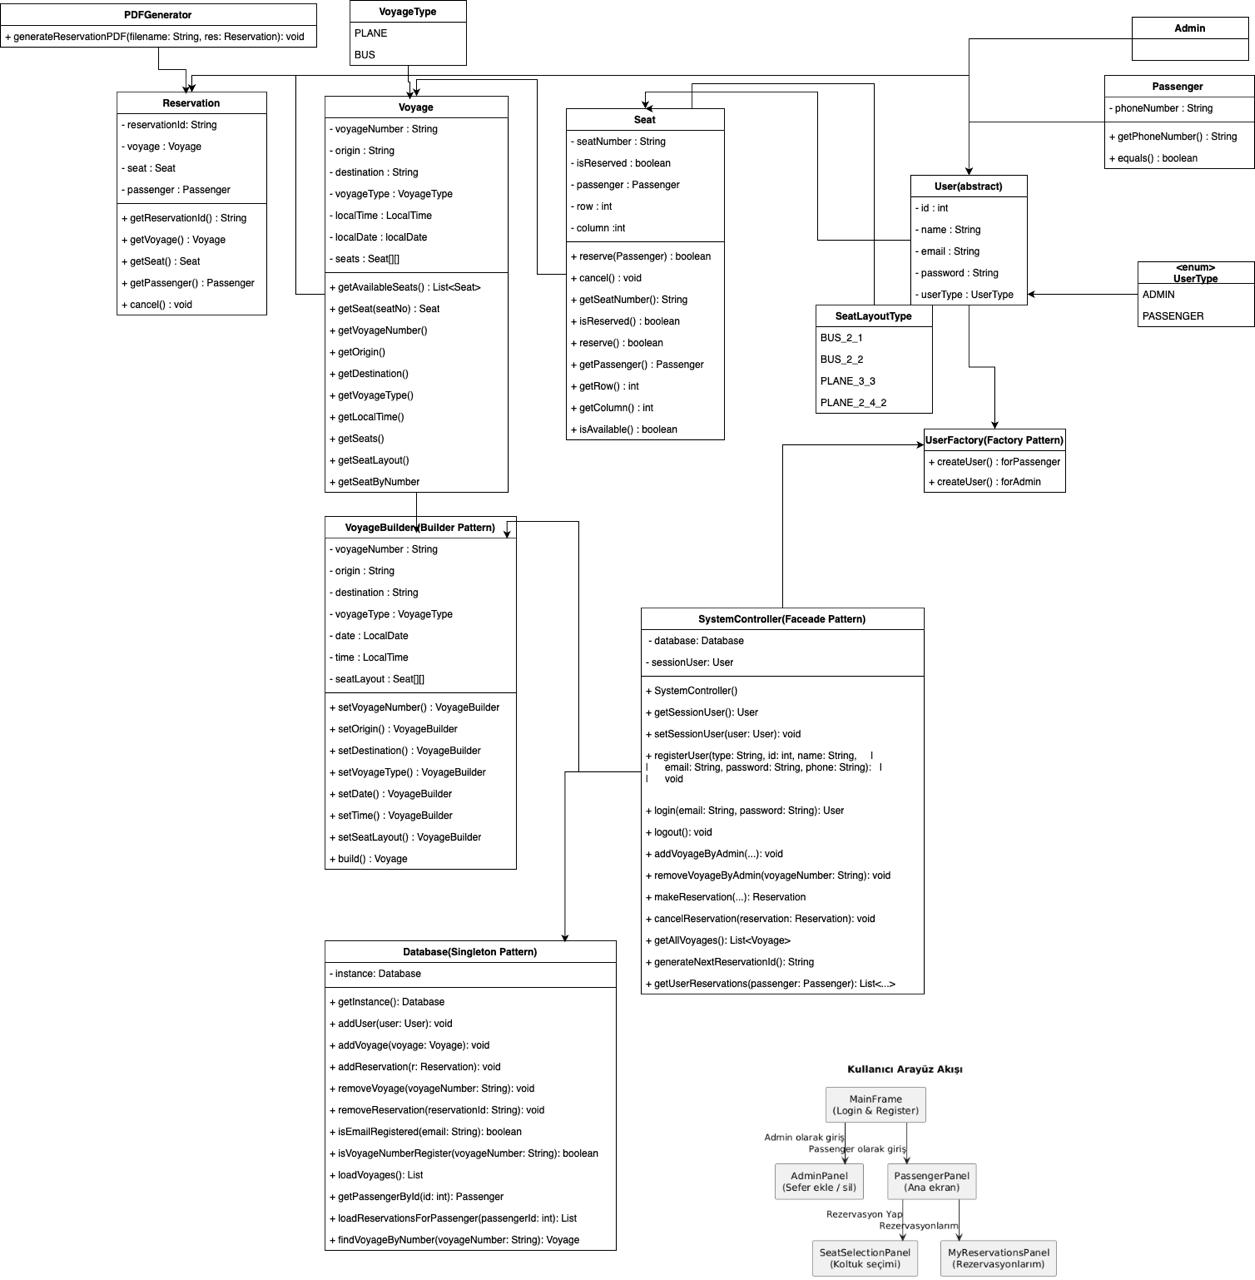 PDFGenerator
+ generateReservationPDF(filename: String, res: Reservation): void
VoyageType
PLANE
BUS
Admin
Passenger
- phoneNumber : String
+ getPhoneNumber() : String
+ equals() : boolean
Reservation
- reservationId: String
- voyage : Voyage
- seat : Seat
- passenger : Passenger
+ getReservationId() : String
+ getVoyage() : Voyage
+ getSeat() : Seat
+ getPassenger() : Passenger
+ cancel() : void
Voyage
- voyageNumber : String
- origin : String
- destination : String
- voyageType : VoyageType
- localTime : LocalTime
- localDate : localDate
- seats : Seat[][]
+ getAvailableSeats() : List<Seat>
+ getSeat(seatNo) : Seat
+ getVoyageNumber()
+ getOrigin()
+ getDestination()
+ getVoyageType()
+ getLocalTime()
+ getSeats()
+ getSeatLayout()
+ getSeatByNumber
Seat
- seatNumber : String
- isReserved : boolean
- passenger : Passenger
- row : int
- column :int
+ reserve(Passenger) : boolean
+ cancel() : void
+ getSeatNumber(): String
+ isReserved() : boolean
+ reserve() : boolean
+ getPassenger() : Passenger
+ getRow() : int
+ getColumn() : int
+ isAvailable() : boolean
User(abstract)
- id : int
- name : String
- email : String
- password : String
- userType : UserType
<enum>
UserType
ADMIN
PASSENGER
SeatLayoutType
BUS_2_1
BUS_2_2
PLANE_3_3
PLANE_2_4_2
UserFactory(Factory Pattern)
+ createUser() : forPassenger
+ createUser() : forAdmin
VoyageBuilder(Builder Pattern)
- voyageNumber : String
- origin : String
- destination : String
- voyageType : VoyageType
- date : LocalDate
- time : LocalTime
- seatLayout : Seat[][]
+ setVoyageNumber() : VoyageBuilder
+ setOrigin() : VoyageBuilder
+ setDestination() : VoyageBuilder
+ setVoyageType() : VoyageBuilder
+ setDate() : VoyageBuilder
+ setTime() : VoyageBuilder
+ setSeatLayout() : VoyageBuilder
+ build() : Voyage
SystemController(Faceade Pattern)
- database: Database
- sessionUser: User
+ SystemController()
+ getSessionUser(): User
+ setSessionUser(user: User): void
+ registerUser(type: String, id: int, name: String, |
| email: String, password: String, phone: String): |
| void
+ login(email: String, password: String): User
+ logout(): void
+ addVoyageByAdmin(...): void
+ removeVoyageByAdmin(voyageNumber: String): void
+ makeReservation(...): Reservation
+ cancelReservation(reservation: Reservation): void
+ getAllVoyages(): List<Voyage>
+ generateNextReservationId(): String
+ getUserReservations(passenger: Passenger): List<...>
Database(Singleton Pattern)
- instance: Database
+ getInstance(): Database
+ addUser(user: User): void
+ addVoyage(voyage: Voyage): void
+ addReservation(r: Reservation): void
+ removeVoyage(voyageNumber: String): void
+ removeReservation(reservationId: String): void
+ isEmailRegistered(email: String): boolean
+ isVoyageNumberRegister(voyageNumber: String): boolean
+ loadVoyages(): List
+ getPassengerById(id: int): Passenger
+ loadReservationsForPassenger(passengerId: int): List
+ findVoyageByNumber(voyageNumber: String): Voyage
Kullanıcı Arayüz Akışı
MainFrame
(Login & Register)
Admin olarak giriş
Passenger olarak giriş
AdminPanel
(Sefer ekle / sil)
PassengerPanel
(Ana ekran)
Rezervasyon Yap
Rezervasyonlarım
SeatSelectionPanel
(Koltuk seçimi)
MyReservationsPanel
(Rezervasyonlarım)